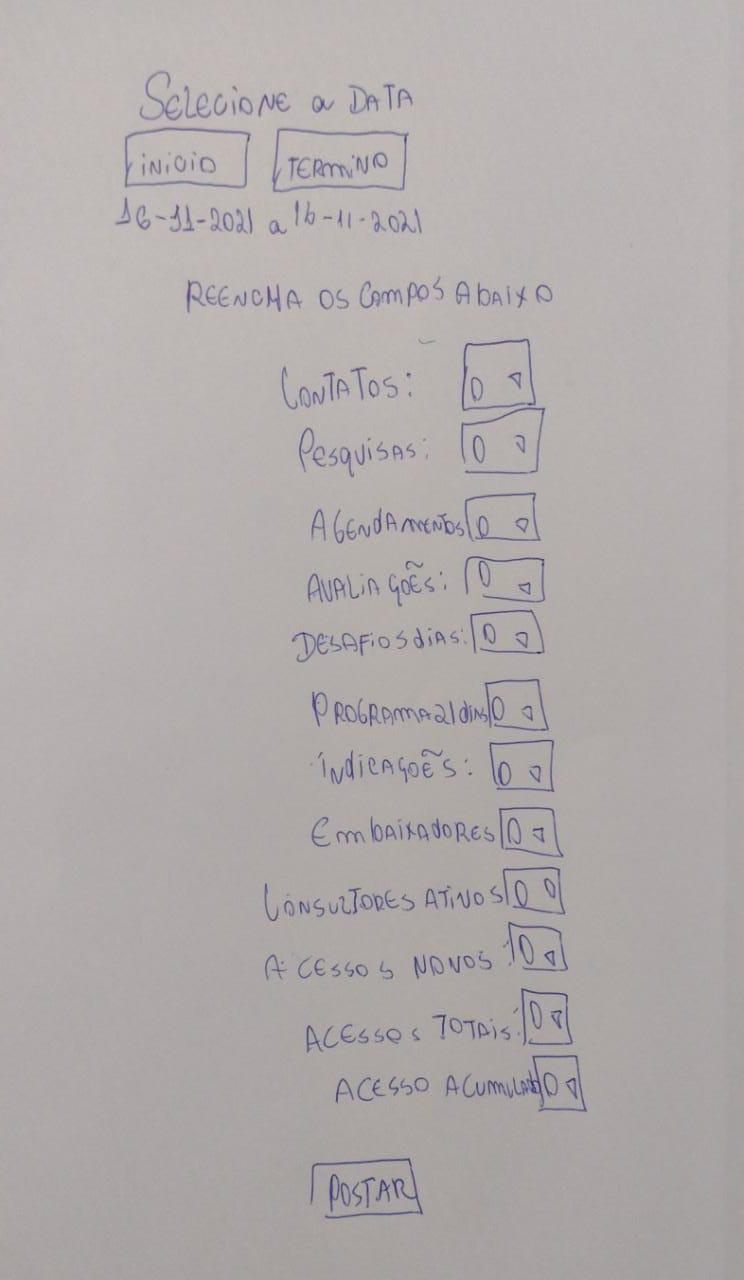 Selecione a DATA
INICIO TERMINO
16-11-2021 a 16-11-2021
REENCHA OS CAMPOS ABAIXO
CONTATOS: 0
Pesquisas: 0
AGENDAMENTOS 0
AVALIAÇÕES: 0
DESAFIOS dias: 0
PROGRAMA 21 dias 0
indicações: 0
EmbaixadoRES 0
CONSULTORES ATIVOS 0
ACESSOS NOVOS: 0
ACESSOS TOTAIS: 0
ACESSO ACUMULADO 0
POSTAR